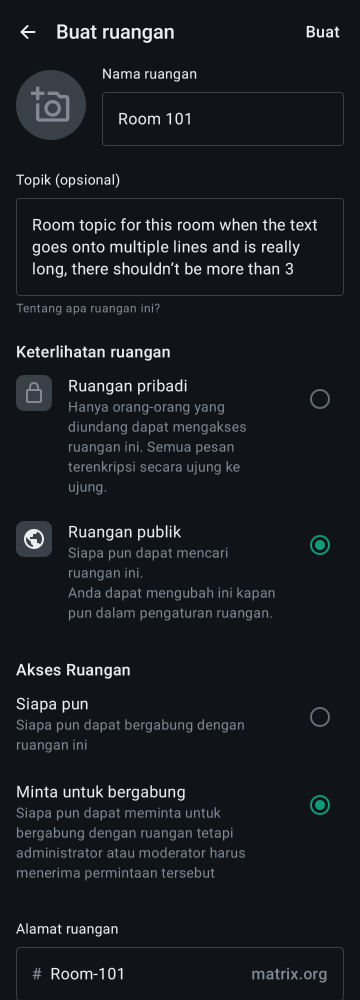 Buat ruangan
Buat
Nama ruangan
Room 101
Topik (opsional)
Room topic for this room when the text
goes onto multiple lines and is really
long, there shouldn’t be more than 3
Tentang apa ruangan ini?
Keterlihatan ruangan
Ruangan pribadi
Hanya orang-orang yang
diundang dapat mengakses
ruangan ini. Semua pesan
terenkripsi secara ujung ke
ujung.
Ruangan publik
Siapa pun dapat mencari
ruangan ini.
Anda dapat mengubah ini kapan
pun dalam pengaturan ruangan.
Akses Ruangan
Siapa pun
Siapa pun dapat bergabung dengan
ruangan ini
Minta untuk bergabung
Siapa pun dapat meminta untuk
bergabung dengan ruangan tetapi
administrator atau moderator harus
menerima permintaan tersebut
Alamat ruangan
# Room-101 matrix.org